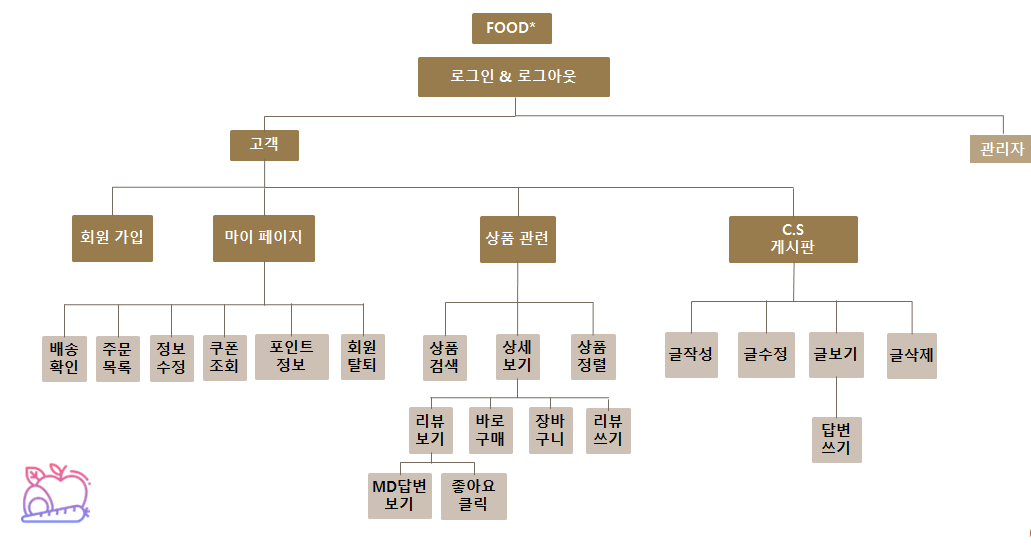 FOOD*
로그인 & 로그아웃
고객
관리자
회원 가입
마이 페이지
상품 관련
C.S
게시판
배송
확인
주문
목록
정보
수정
쿠폰
조회
포인트
정보
회원
탈퇴
상품
검색
상세
보기
상품
정렬
글작성
글수정
글보기
글삭제
리뷰
보기
바로
구매
장바
구니
리뷰
쓰기
답변
쓰기
MD답변
보기
좋아요
클릭